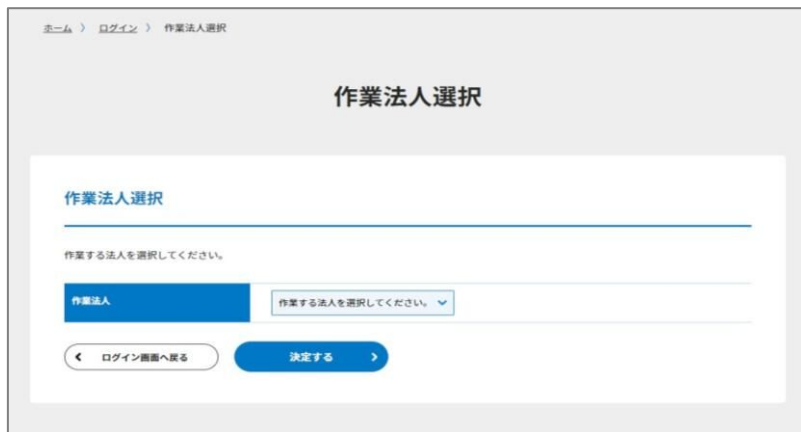 ホーム 〉 ログイン 〉 作業法人選択
作業法人選択
作業法人選択
作業する法人を選択してください。
作業法人 作業する法人を選択してください。
ログイン画面へ戻る 決定する